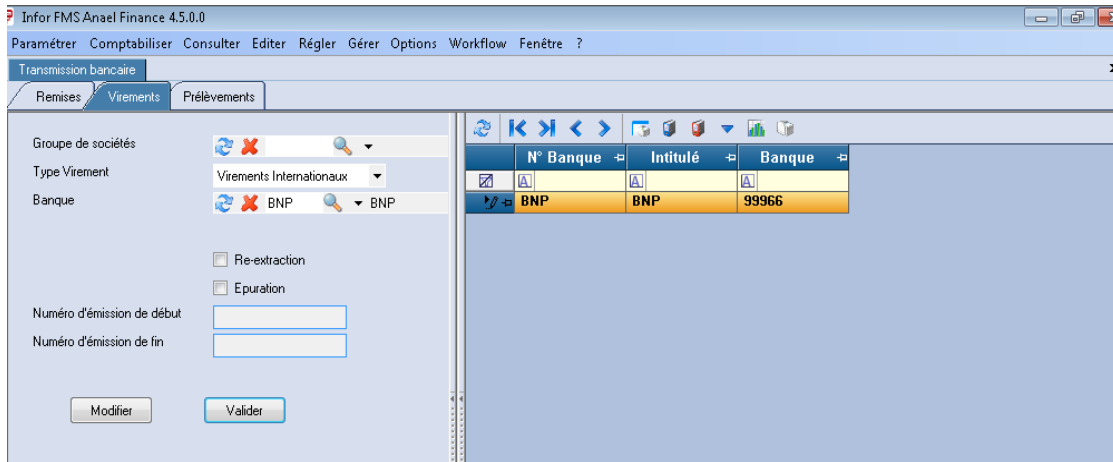 Infor FMS Anael Finance 4.5.0.0
Paramétrer Comptabiliser Consulter Editer Régler Gérer Options Workflow Fenêtre ?
Transmission bancaire
Remises Virements Prélèvements
Groupe de sociétés
Type Virement Virements Internationaux
Banque BNP BNP
Re-extraction
Epuration
Numéro d'émission de début
Numéro d'émission de fin
Modifier Valider
N° Banque Intitulé Banque
A A A
BNP BNP 99966